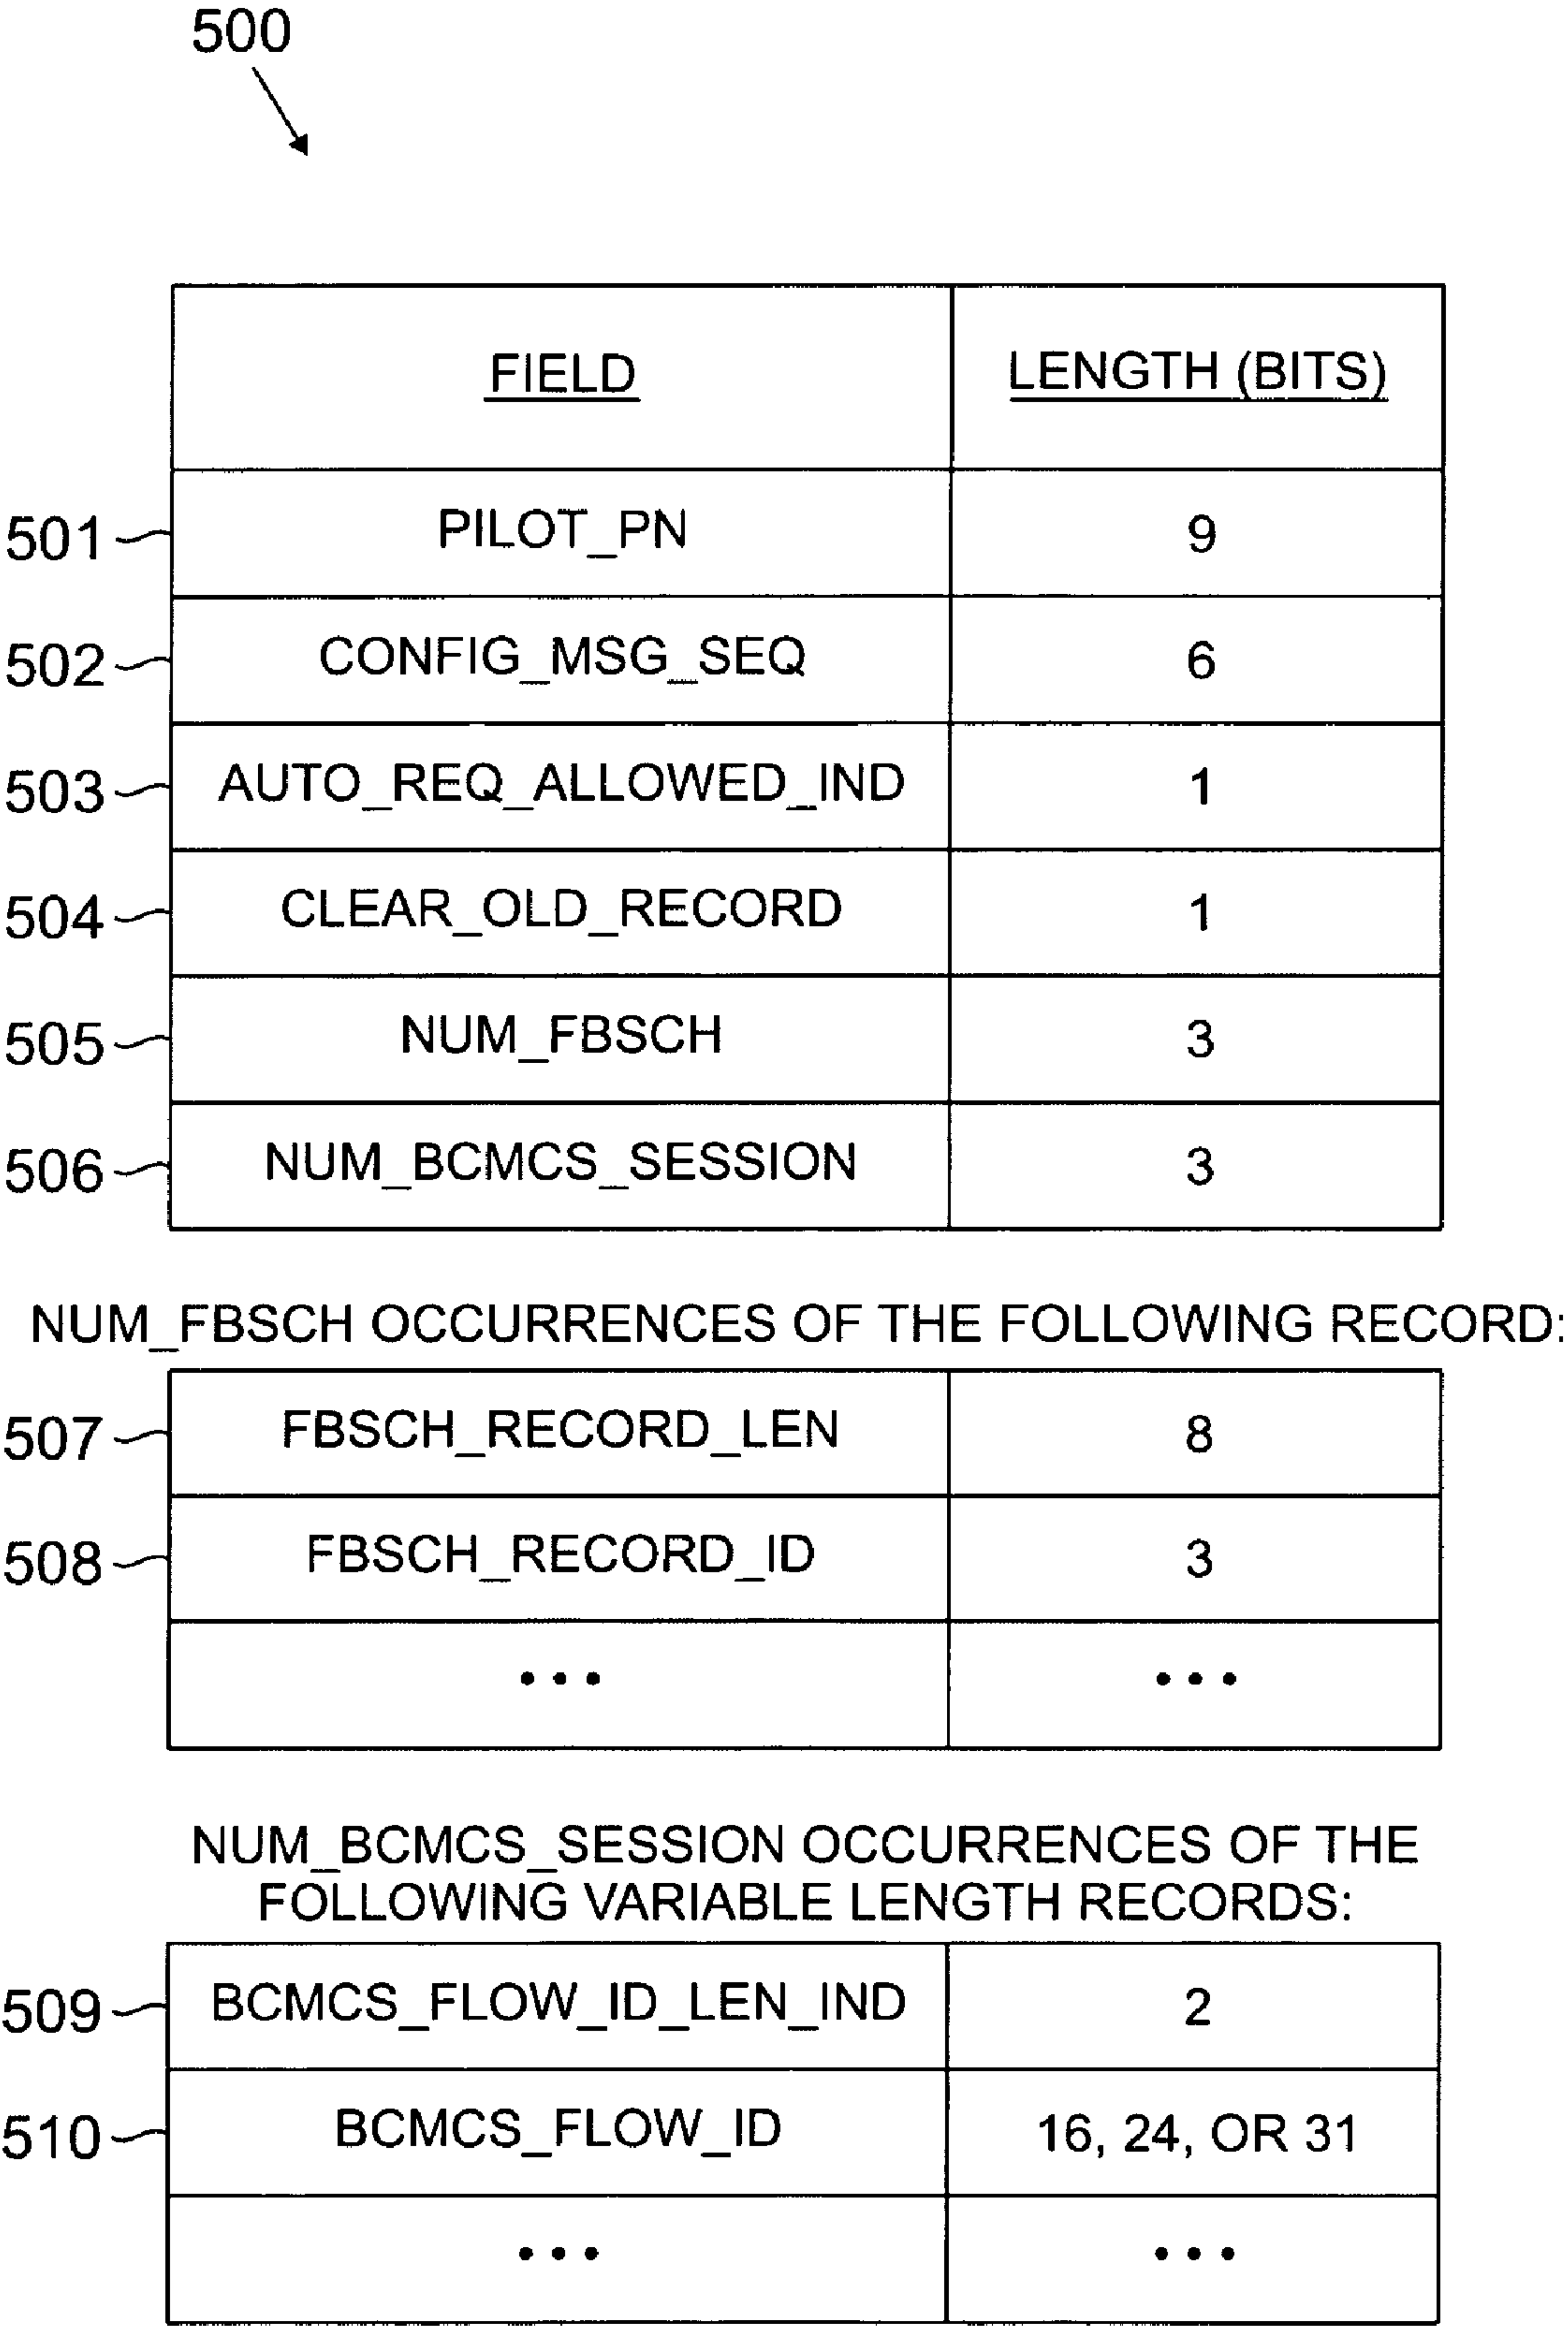 500
FIELD LENGTH (BITS)
501 PILOT_PN 9
502 CONFIG_MSG_SEQ 6
503 AUTO_REQ_ALLOWED_IND 1
504 CLEAR_OLD_RECORD 1
505 NUM_FBSCH 3
506 NUM_BCMCS_SESSION 3
NUM_FBSCH OCCURRENCES OF THE FOLLOWING RECORD:
507 FBSCH_RECORD_LEN 8
508 FBSCH_RECORD_ID 3
••• •••
NUM_BCMCS_SESSION OCCURRENCES OF THE
FOLLOWING VARIABLE LENGTH RECORDS:
509 BCMCS_FLOW_ID_LEN_IND 2
510 BCMCS_FLOW_ID 16, 24, OR 31
••• •••